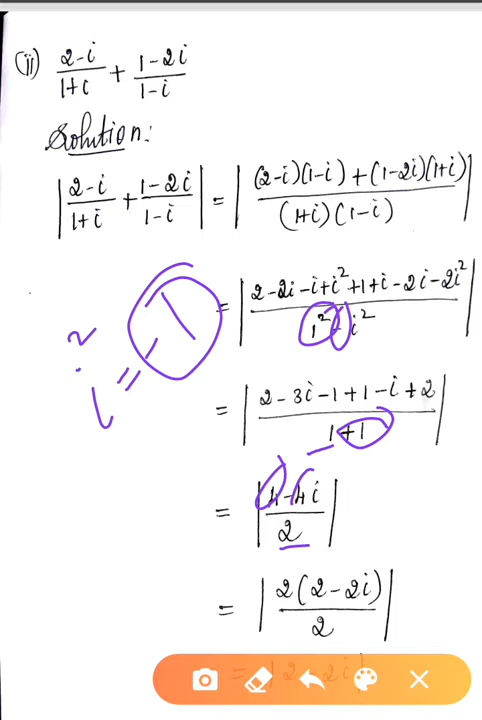 (ii) (2-i)/(1+i) + (1-2i)/(1-i)
Solution:
|(2-i)/(1+i) + (1-2i)/(1-i)| = |((2-i)(1-i) + (1-2i)(1+i))/((1+i)(1-i))|
= |(2-2i-i+i²+1+i-2i-2i²)/(1²-i²)|
i² = -1
= |(2-3i-1+1-i+2)/(1+1)|
= |(4-4i)/2|
= |2(2-2i)/2|
= |2-2i|